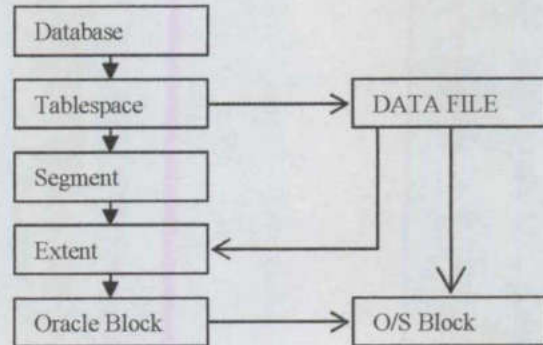 Database
Tablespace
DATA FILE
Segment
Extent
Oracle Block
O/S Block